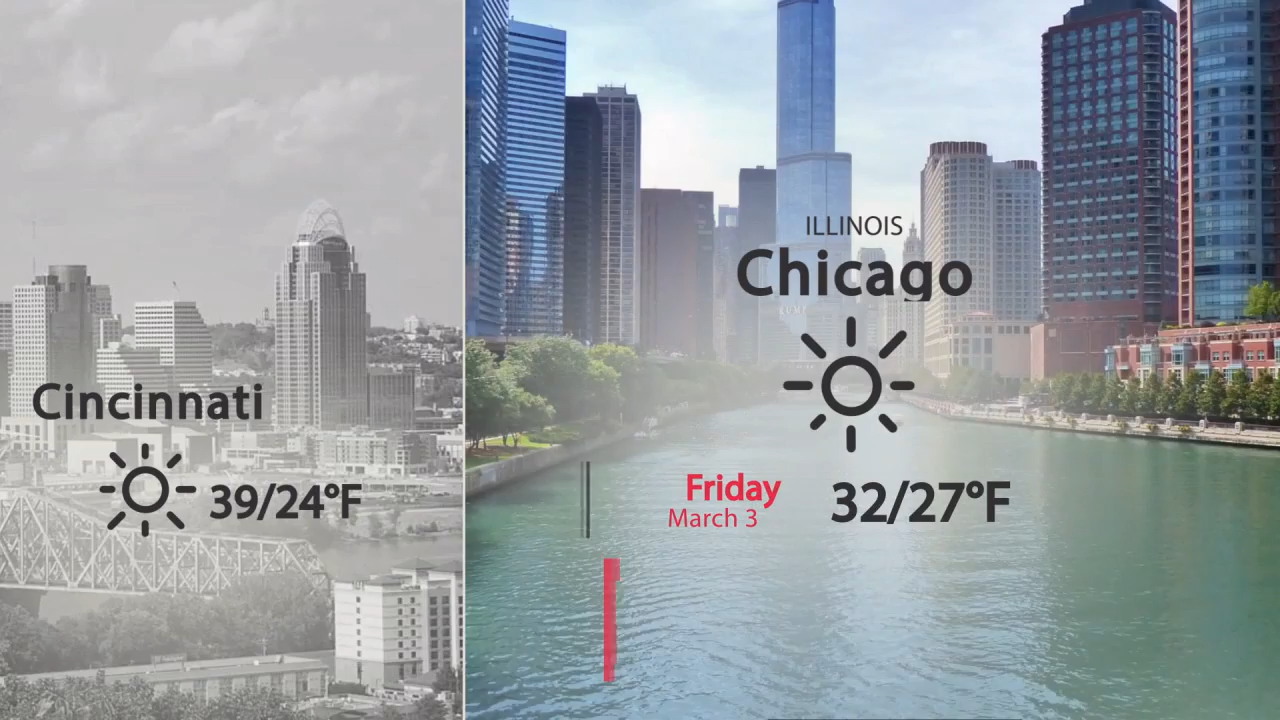 Cincinnati
39/24°F
ILLINOIS
Chicago
Friday
March 3
32/27°F